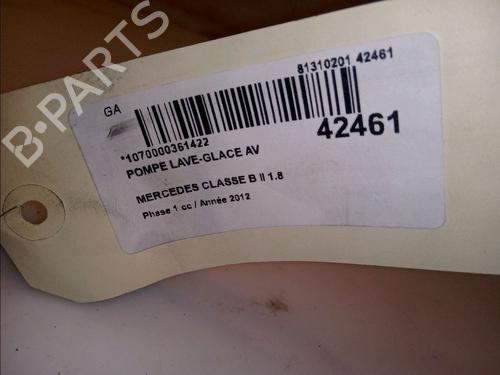 81310201 42461
GA
*1070000361422
42461
POMPE LAVE-GLACE AV
MERCEDES CLASSE B II 1.8
Phase 1 cc / Année 2012
B-PARTS